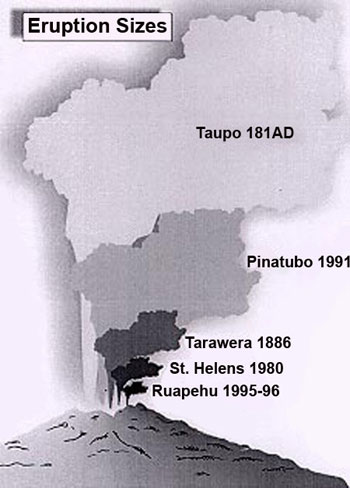 Eruption Sizes
Taupo 181AD
Pinatubo 1991
Tarawera 1886
St. Helens 1980
Ruapehu 1995-96